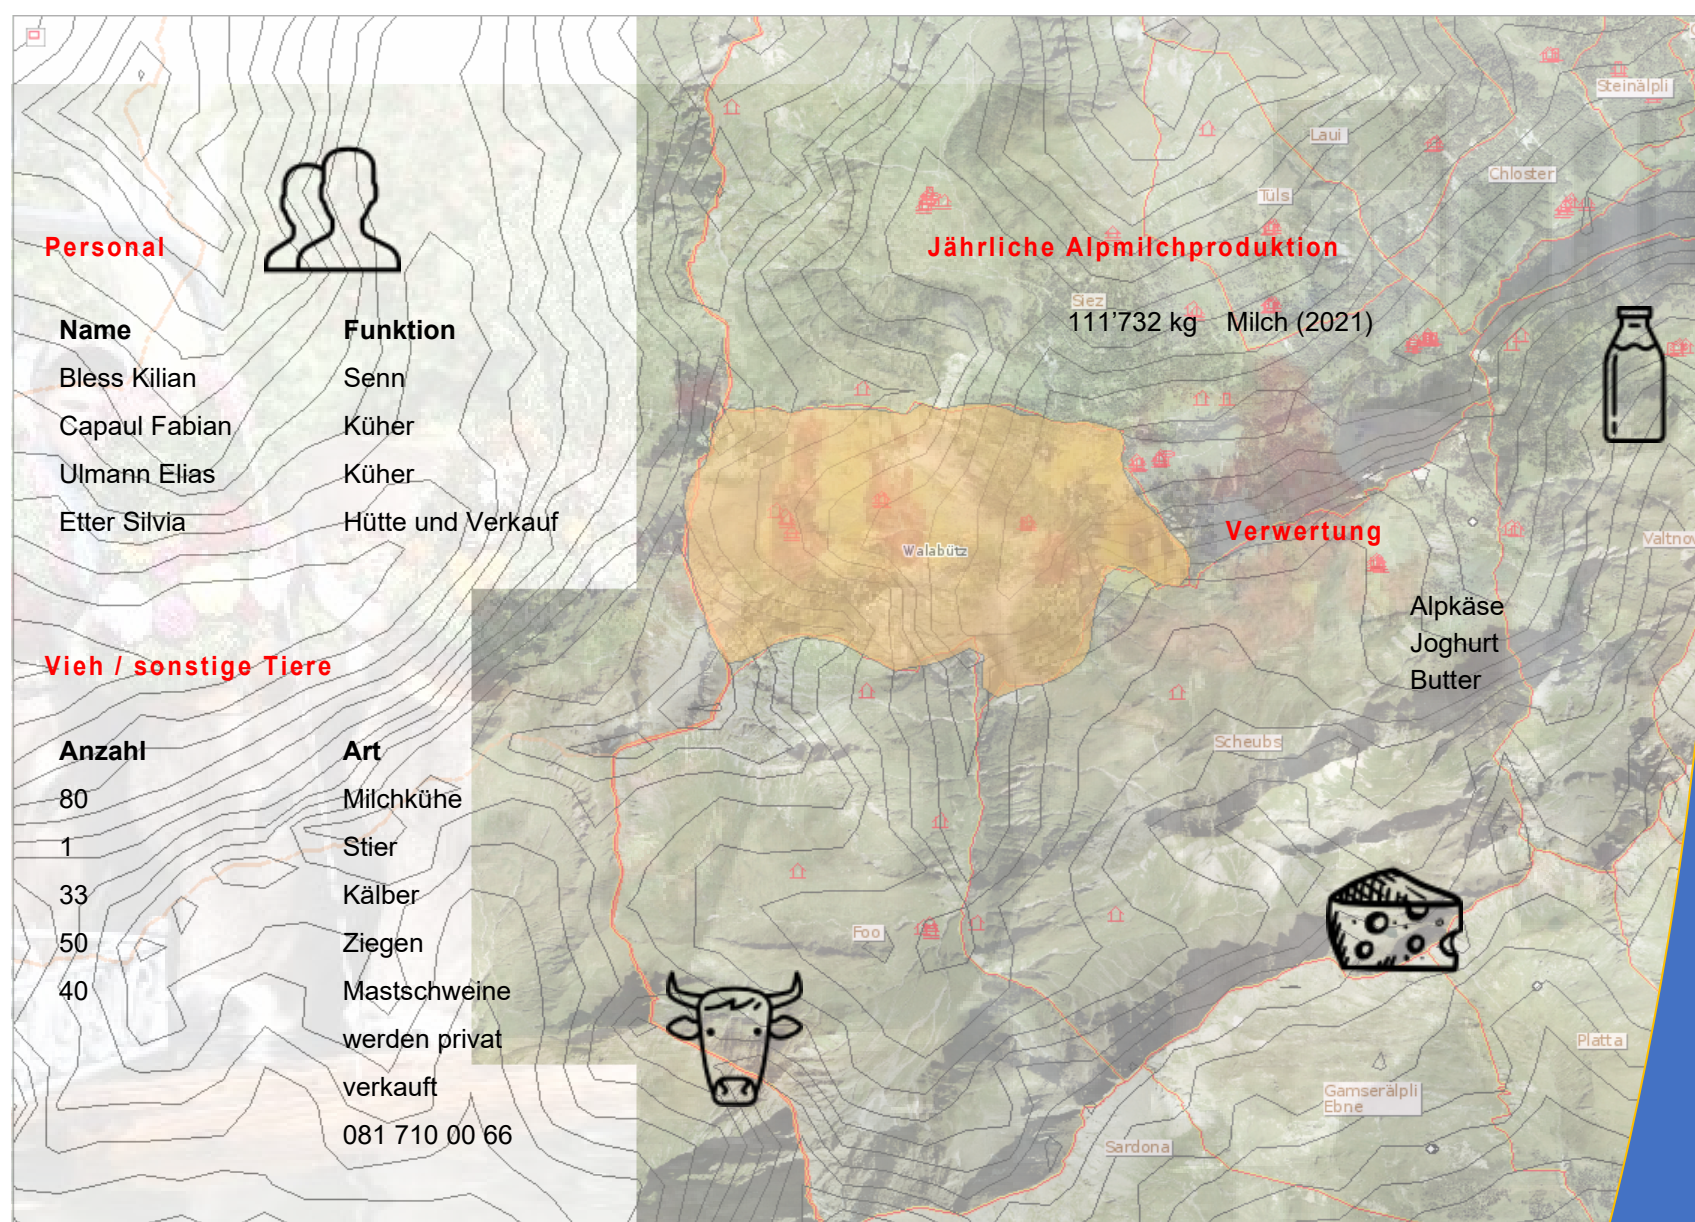 Personal
Name Funktion
Bless Kilian Senn
Capaul Fabian Küher
Ulmann Elias Küher
Etter Silvia Hütte und Verkauf
Vieh / sonstige Tiere
Anzahl Art
80 Milchkühe
1 Stier
33 Kälber
50 Ziegen
40 Mastschweine
werden privat
verkauft
081 710 00 66
Jährliche Alpmilchproduktion
111’732 kg Milch (2021)
Verwertung
Alpkäse
Joghurt
Butter
Steinälpli
Laui
Chloster
Tüls
Siez
Walabütz
Scheubs
Foo
Platta
Gamserälpli
Ebne
Sardona